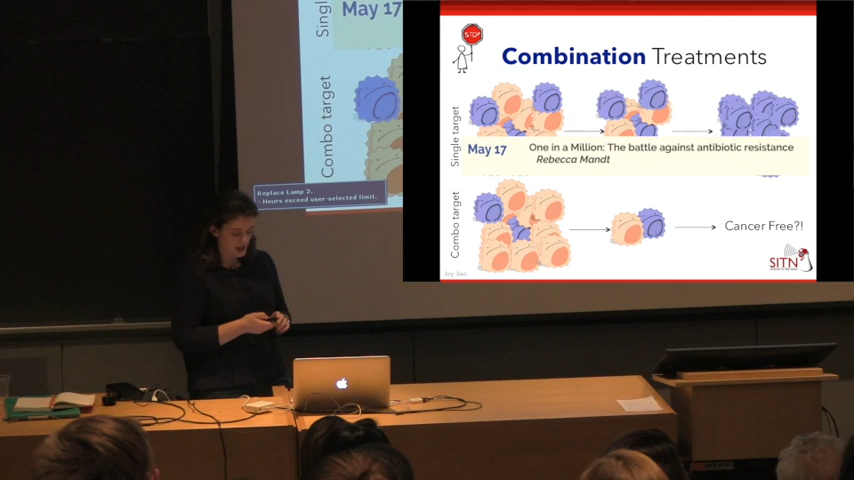 Singl
May 17
Combo target
Replace Lamp 2.
- Hours exceed user-selected limit.
STOP
Combination Treatments
Single target
May 17 One in a Million: The battle against antibiotic resistance
Rebecca Mandt
Combo target
Cancer Free?!
Joy Jiao
SITN